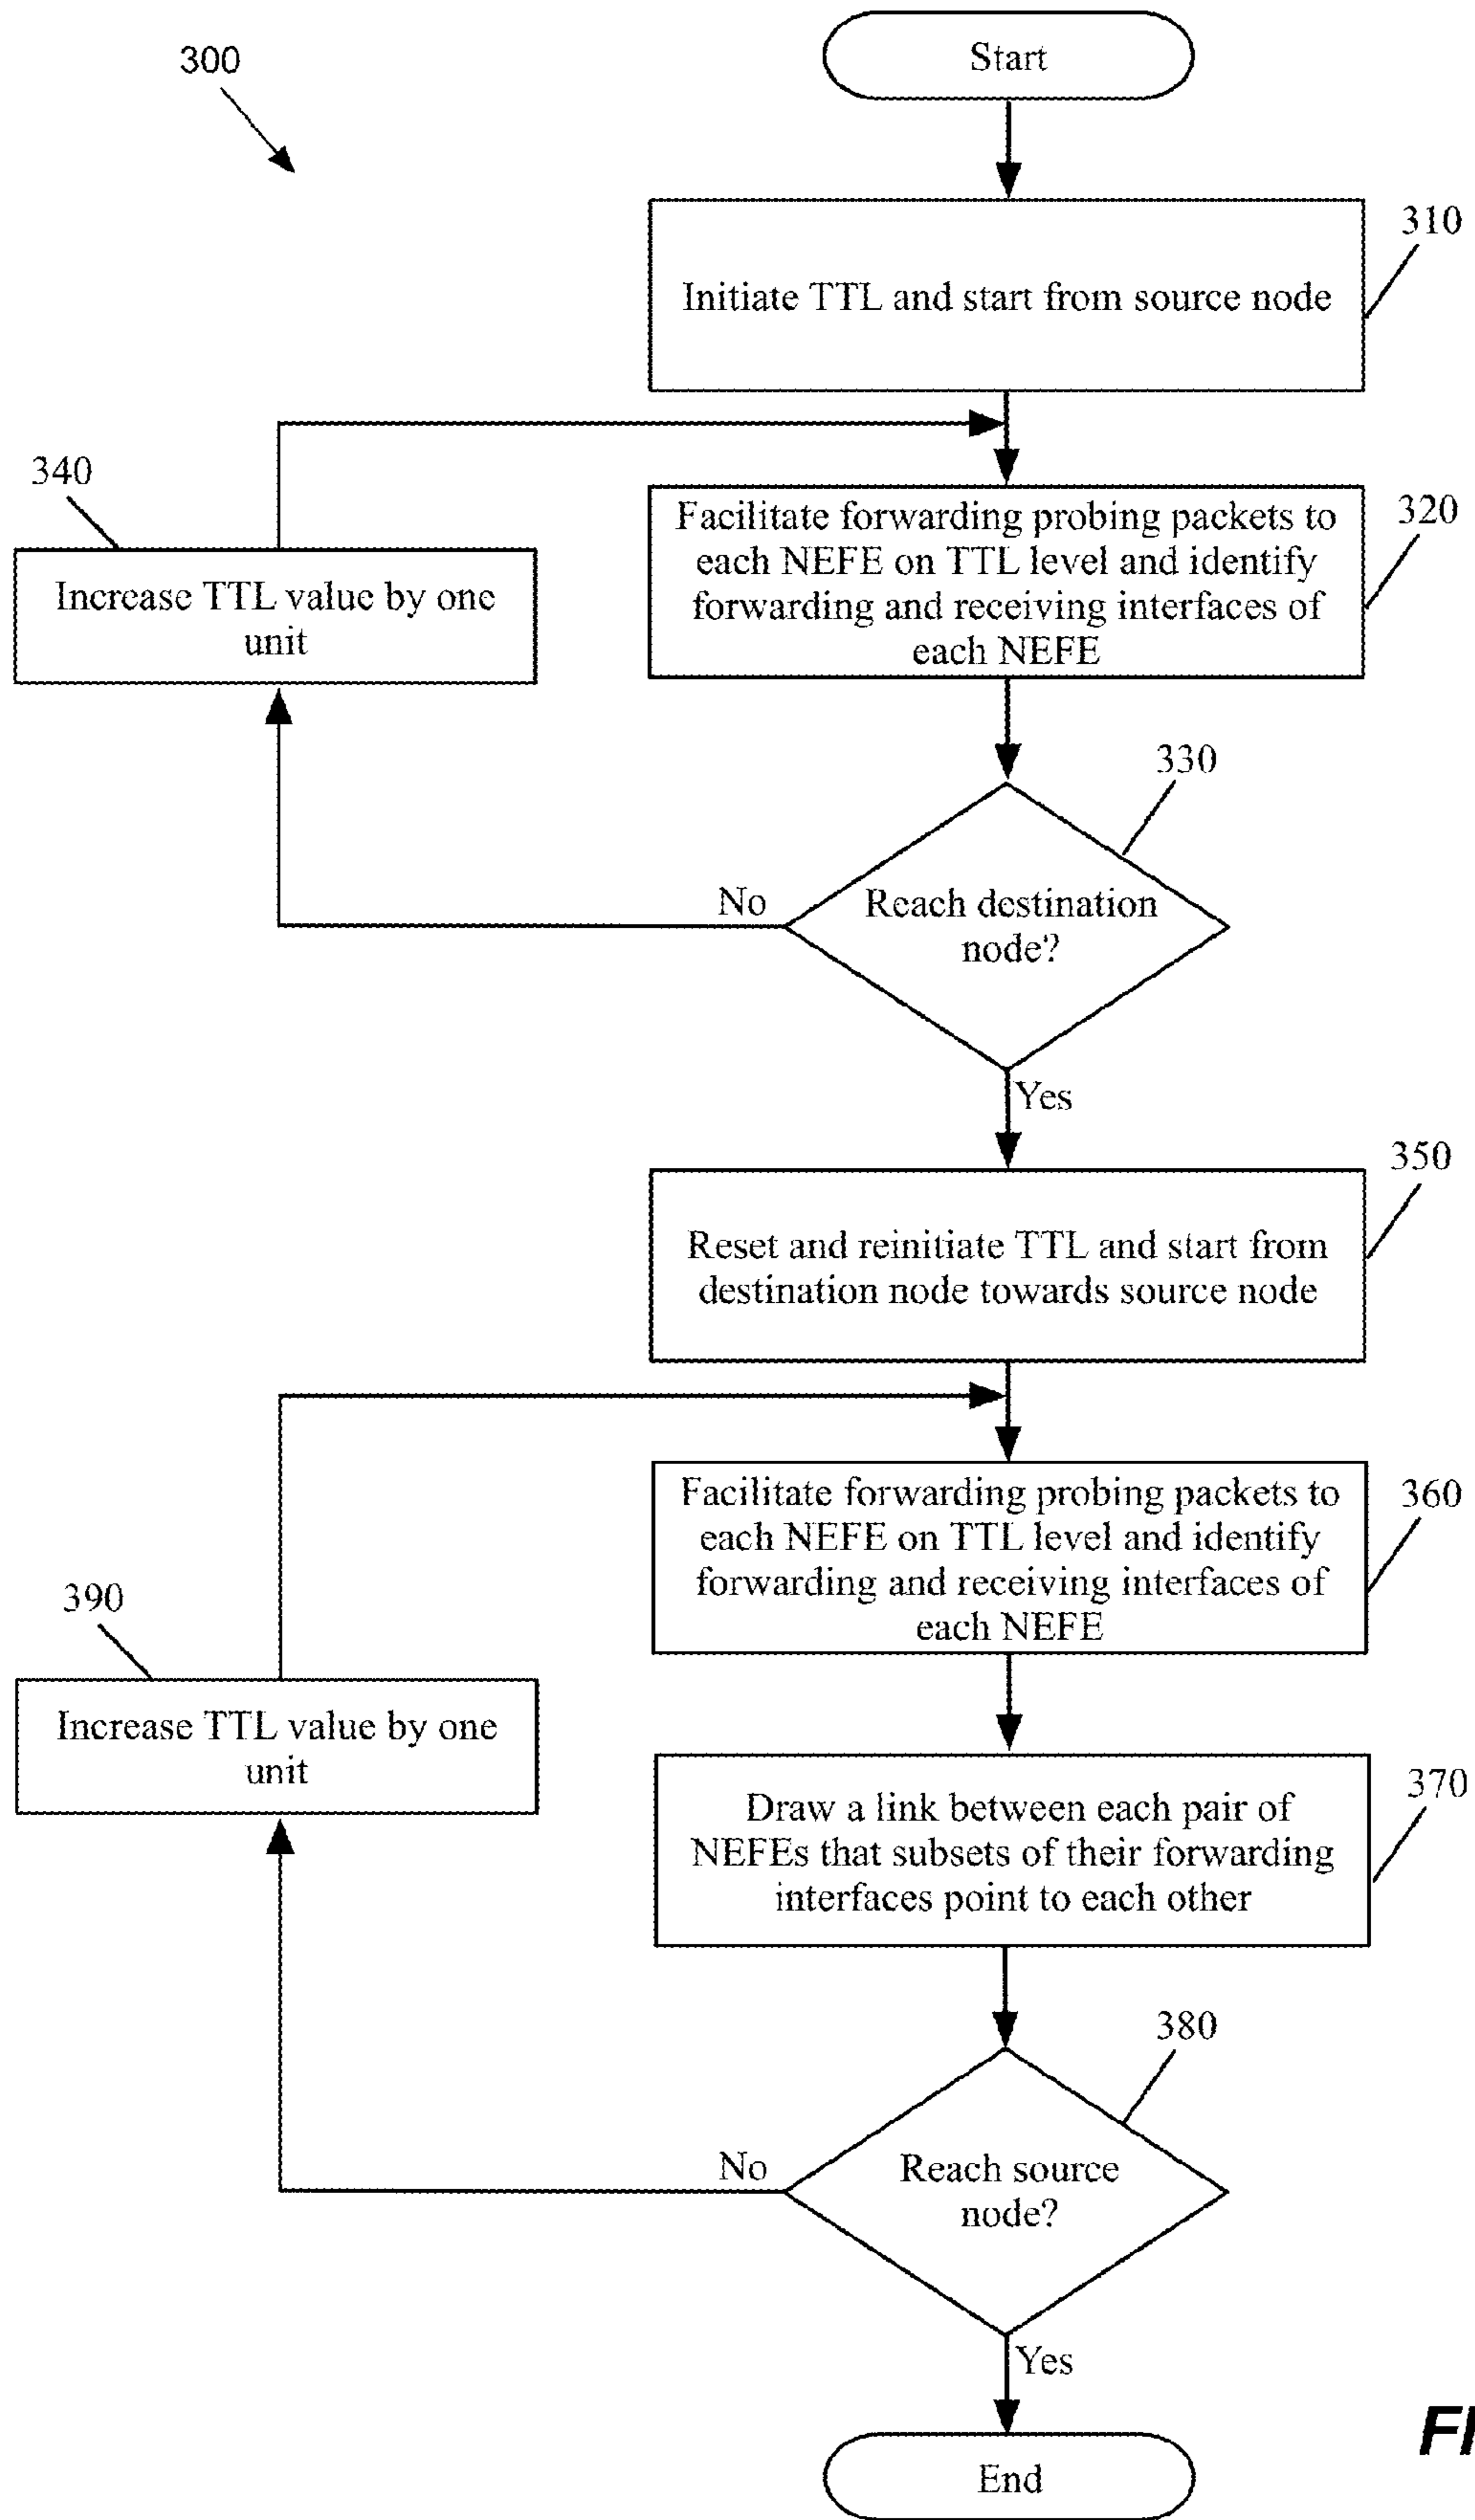 Start
300
310
Initiate TTL and start from source node
340
320
Facilitate forwarding probing packets to
each NEFE on TTL level and identify
forwarding and receiving interfaces of
each NEFE
Increase TTL value by one
unit
330
No
Reach destination
node?
Yes
350
Reset and reinitiate TTL and start from
destination node towards source node
360
Facilitate forwarding probing packets to
each NEFE on TTL level and identify
forwarding and receiving interfaces of
each NEFE
390
Increase TTL value by one
unit
370
Draw a link between each pair of
NEFEs that subsets of their forwarding
interfaces point to each other
380
No
Reach source
node?
Yes
End